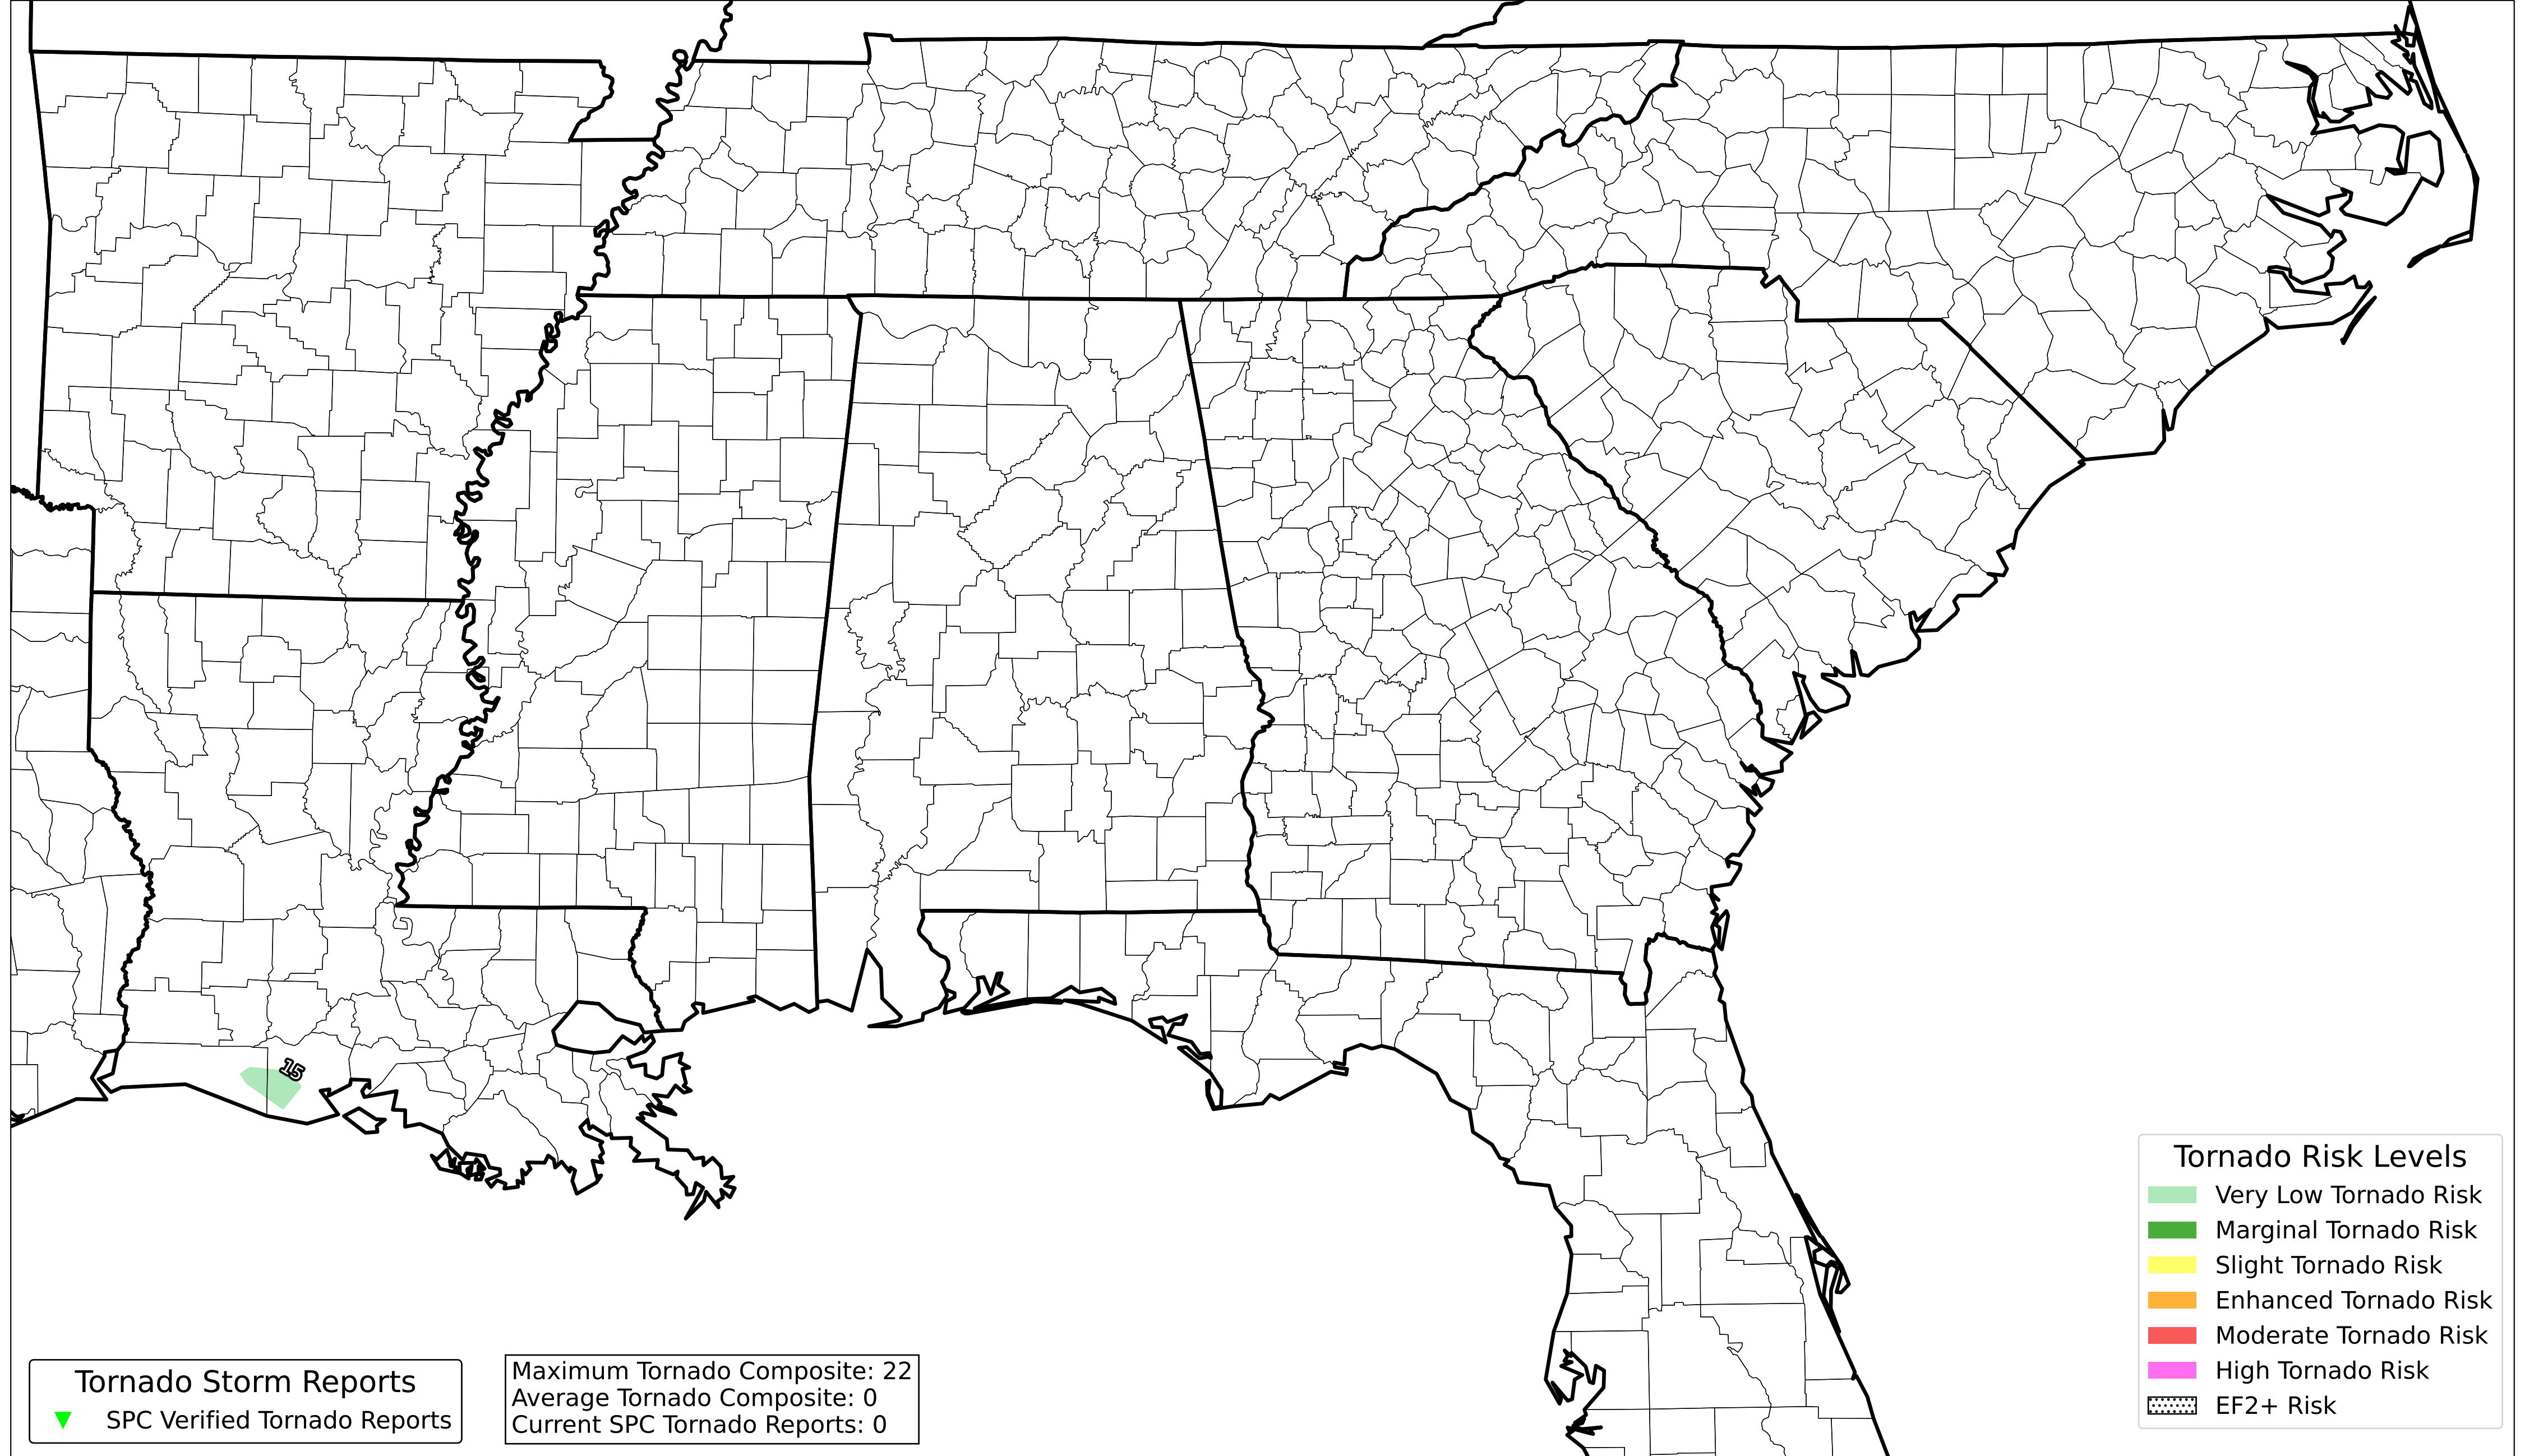 15
Tornado Risk Levels
Very Low Tornado Risk
Marginal Tornado Risk
Slight Tornado Risk
Enhanced Tornado Risk
Moderate Tornado Risk
High Tornado Risk
EF2+ Risk
Tornado Storm Reports
SPC Verified Tornado Reports
Maximum Tornado Composite: 22
Average Tornado Composite: 0
Current SPC Tornado Reports: 0